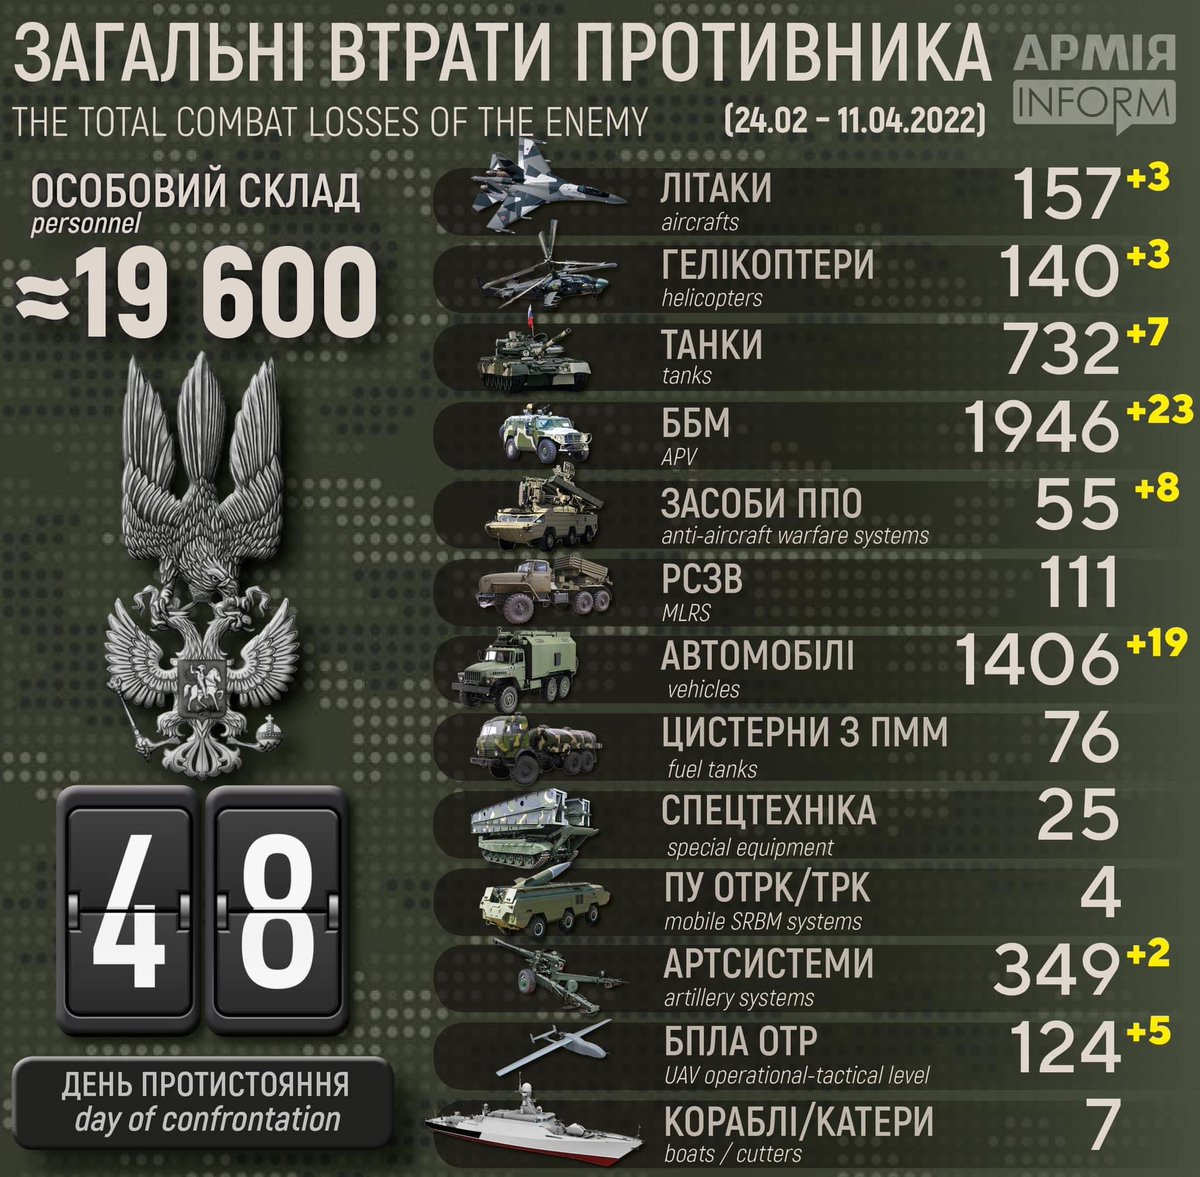 ЗАГАЛЬНІ ВТРАТИ ПРОТИВНИКА
АРМІЯ
INFORM
THE TOTAL COMBAT LOSSES OF THE ENEMY
(24.02 – 11.04.2022)
ОСОБОВИЙ СКЛАД
personnel
≈19 600
ЛІТАКИ
aircrafts
157 +3
ГЕЛІКОПТЕРИ
helicopters
140 +3
ТАНКИ
tanks
732 +7
ББМ
APV
1946 +23
ЗАСОБИ ППО
anti-aircraft warfare systems
55 +8
РСЗВ
MLRS
111
АВТОМОБІЛІ
vehicles
1406 +19
ЦИСТЕРНИ З ПММ
fuel tanks
76
СПЕЦТЕХНІКА
special equipment
25
ПУ ОТРК/ТРК
mobile SRBM systems
4
АРТСИСТЕМИ
artillery systems
349 +2
БПЛА ОТР
UAV operational-tactical level
124 +5
КОРАБЛІ/КАТЕРИ
boats / cutters
7
48
ДЕНЬ ПРОТИСТОЯННЯ
day of confrontation